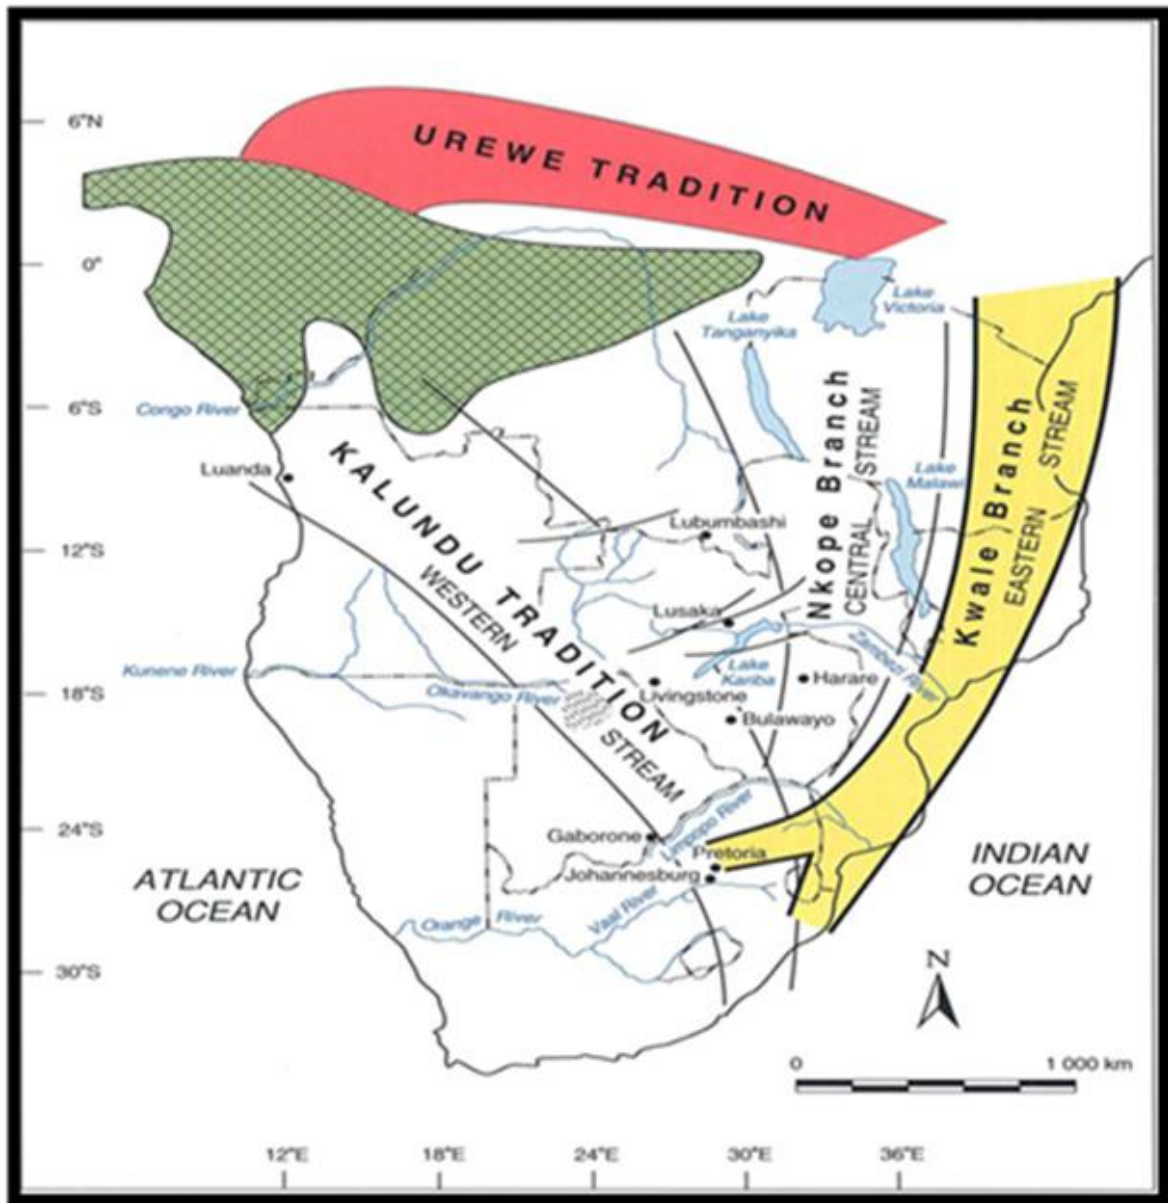 6°N
UREWE TRADITION
0°
Lake
Victoria
Lake
Tanganyika
6°S
Congo River
Luanda
KALUNDU TRADITION
WESTERN
STREAM
Nkope Branch
CENTRAL STREAM
Kwale Branch
EASTERN STREAM
Lake
Malawi
12°S
Lubumbashi
Lusaka
Zambezi River
Kunene River
Lake
Kariba
Harare
18°S
Okavango River
Livingstone
Bulawayo
24°S
Gaborone
Limpopo River
Pretoria
Johannesburg
ATLANTIC
OCEAN
INDIAN
OCEAN
Orange River
Vaal River
30°S
N
0 1 000 km
12°E 18°E 24°E 30°E 36°E